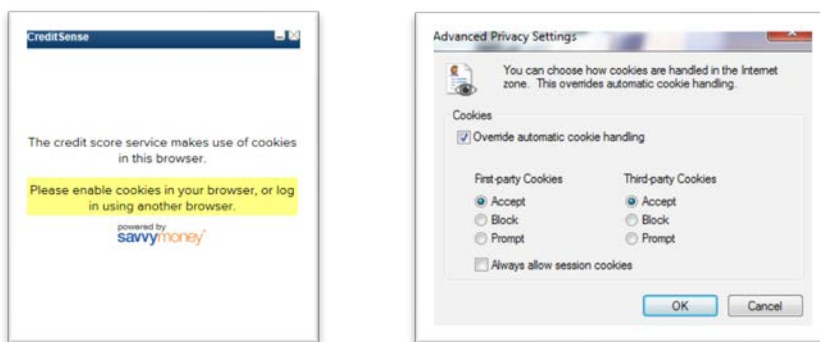 CreditSense
The credit score service makes use of cookies
in this browser.
Please enable cookies in your browser, or log
in using another browser.
powered by
savvymoney
Advanced Privacy Settings
You can choose how cookies are handled in the Internet
zone. This overrides automatic cookie handling.
Cookies
Override automatic cookie handling
First-party Cookies
Third-party Cookies
Accept
Accept
Block
Block
Prompt
Prompt
Always allow session cookies
OK
Cancel